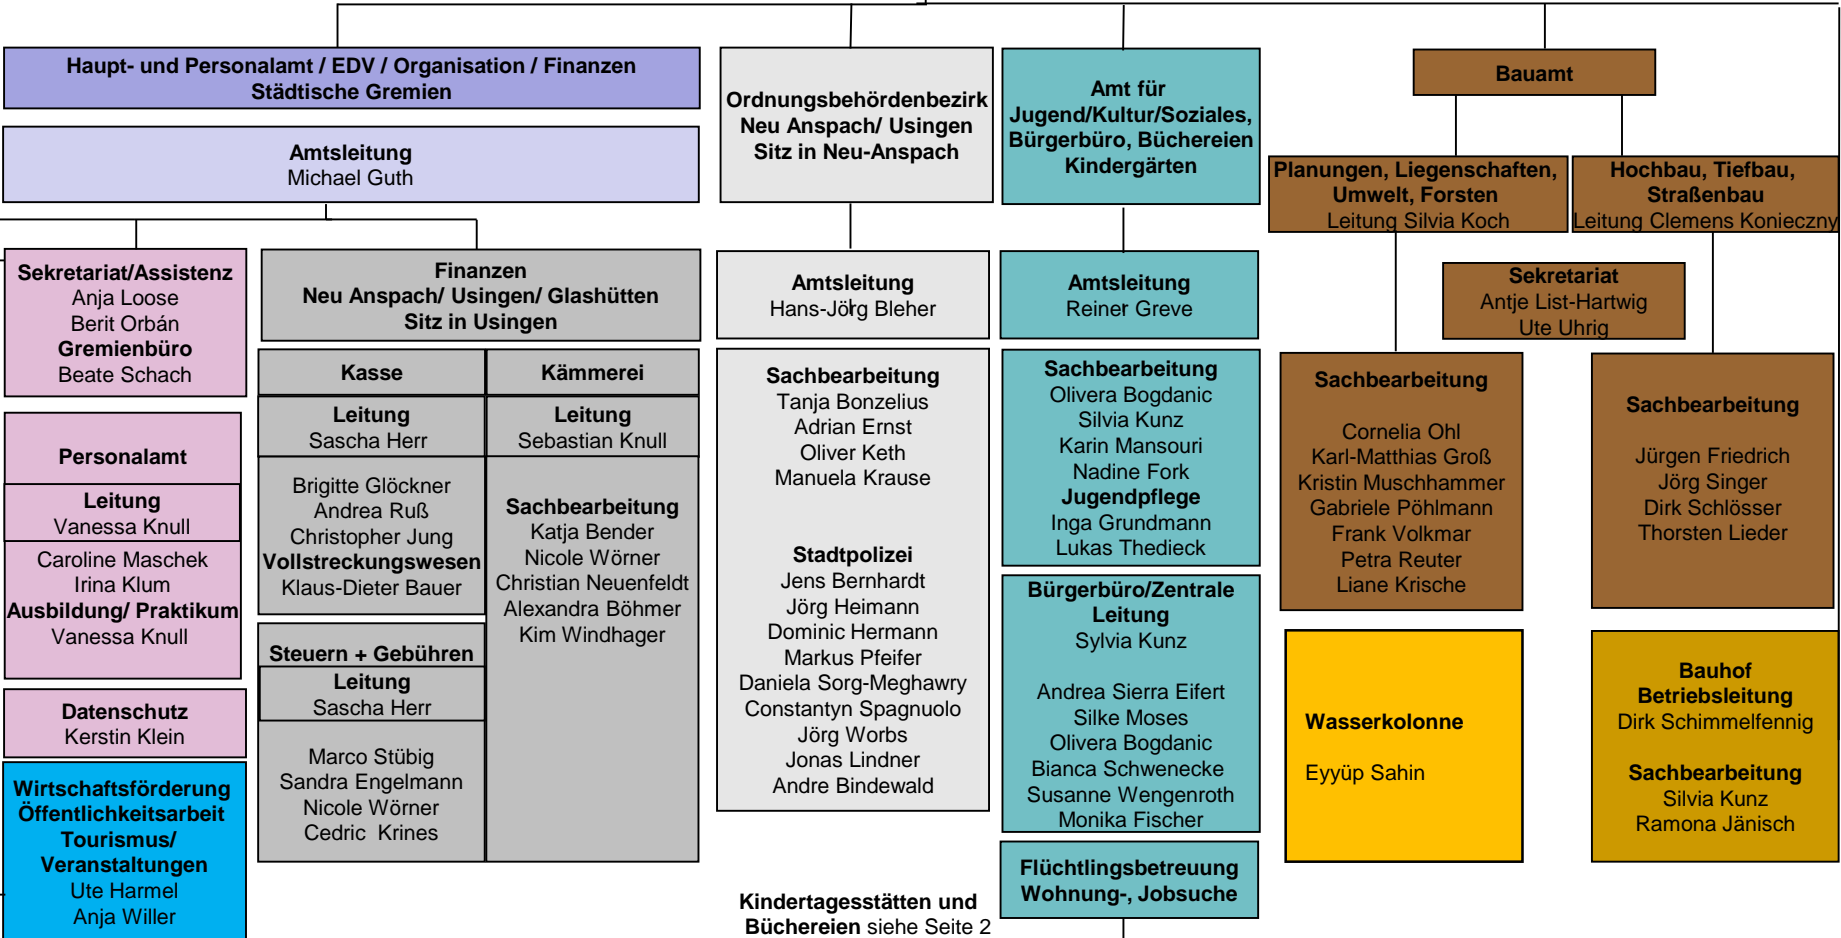 Haupt- und Personalamt / EDV / Organisation / Finanzen
Städtische Gremien
Amtsleitung
Michael Guth
Sekretariat/Assistenz
Anja Loose
Berit Orbán
Gremienbüro
Beate Schach
Personalamt
Leitung
Vanessa Knull
Caroline Maschek
Irina Klum
Ausbildung/ Praktikum
Vanessa Knull
Datenschutz
Kerstin Klein
Wirtschaftsförderung
Öffentlichkeitsarbeit
Tourismus/
Veranstaltungen
Ute Harmel
Anja Willer
Finanzen
Neu Anspach/ Usingen/ Glashütten
Sitz in Usingen
Kasse
Leitung
Sascha Herr
Brigitte Glöckner
Andrea Ruß
Christopher Jung
Vollstreckungswesen
Klaus-Dieter Bauer
Steuern + Gebühren
Leitung
Sascha Herr
Marco Stübig
Sandra Engelmann
Nicole Wörner
Cedric Krines
Kämmerei
Leitung
Sebastian Knull
Sachbearbeitung
Katja Bender
Nicole Wörner
Christian Neuenfeldt
Alexandra Böhmer
Kim Windhager
Ordnungsbehördenbezirk
Neu Anspach/ Usingen
Sitz in Neu-Anspach
Amtsleitung
Hans-Jörg Bleher
Sachbearbeitung
Tanja Bonzelius
Adrian Ernst
Oliver Keth
Manuela Krause
Stadtpolizei
Jens Bernhardt
Jörg Heimann
Dominic Hermann
Markus Pfeifer
Daniela Sorg-Meghawry
Constantyn Spagnuolo
Jörg Worbs
Jonas Lindner
Andre Bindewald
Kindertagesstätten und
Büchereien siehe Seite 2
Amt für
Jugend/Kultur/Soziales,
Bürgerbüro, Büchereien
Kindergärten
Amtsleitung
Reiner Greve
Sachbearbeitung
Olivera Bogdanic
Silvia Kunz
Karin Mansouri
Nadine Fork
Jugendpflege
Inga Grundmann
Lukas Thedieck
Bürgerbüro/Zentrale
Leitung
Sylvia Kunz
Andrea Sierra Eifert
Silke Moses
Olivera Bogdanic
Bianca Schwenecke
Susanne Wengenroth
Monika Fischer
Flüchtlingsbetreuung
Wohnung-, Jobsuche
Bauamt
Planungen, Liegenschaften,
Umwelt, Forsten
Leitung Silvia Koch
Hochbau, Tiefbau,
Straßenbau
Leitung Clemens Konieczny
Sekretariat
Antje List-Hartwig
Ute Uhrig
Sachbearbeitung
Cornelia Ohl
Karl-Matthias Groß
Kristin Muschhammer
Gabriele Pöhlmann
Frank Volkmar
Petra Reuter
Liane Krische
Wasserkolonne
Eyyüp Sahin
Sachbearbeitung
Jürgen Friedrich
Jörg Singer
Dirk Schlösser
Thorsten Lieder
Bauhof
Betriebsleitung
Dirk Schimmelfennig
Sachbearbeitung
Silvia Kunz
Ramona Jänisch